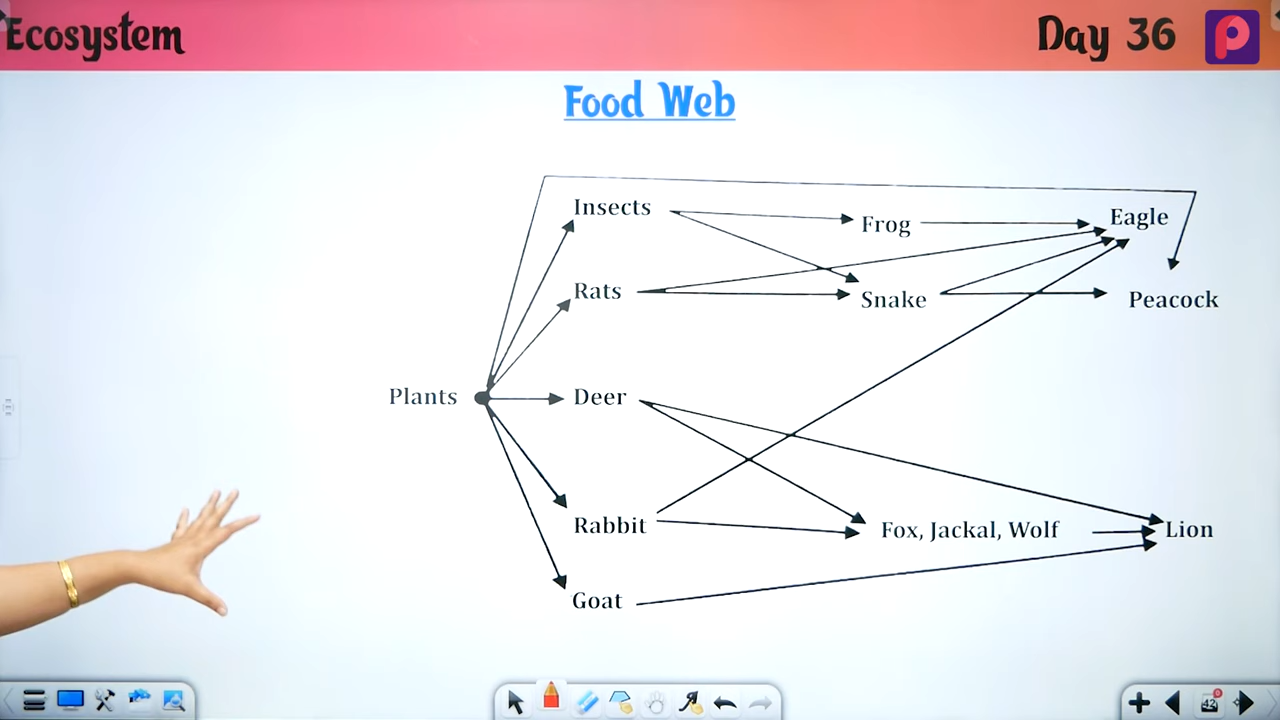 Ecosystem
Day 36
Food Web
Insects
Frog
Eagle
Rats
Snake
Peacock
Plants
Deer
Rabbit
Fox, Jackal, Wolf
Lion
Goat
42